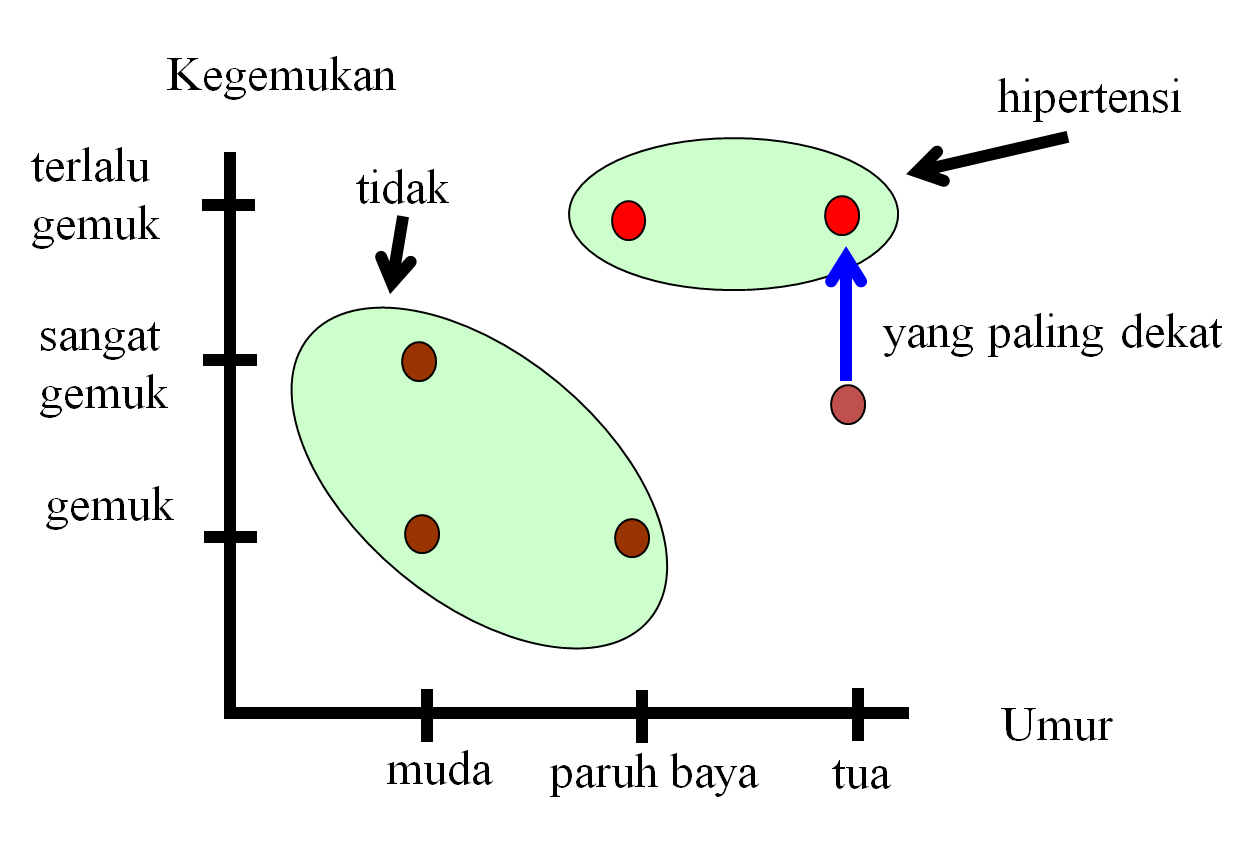 Kegemukan
hipertensi
terlalu
gemuk
tidak
sangat
gemuk
yang paling dekat
gemuk
Umur
muda
paruh baya
tua